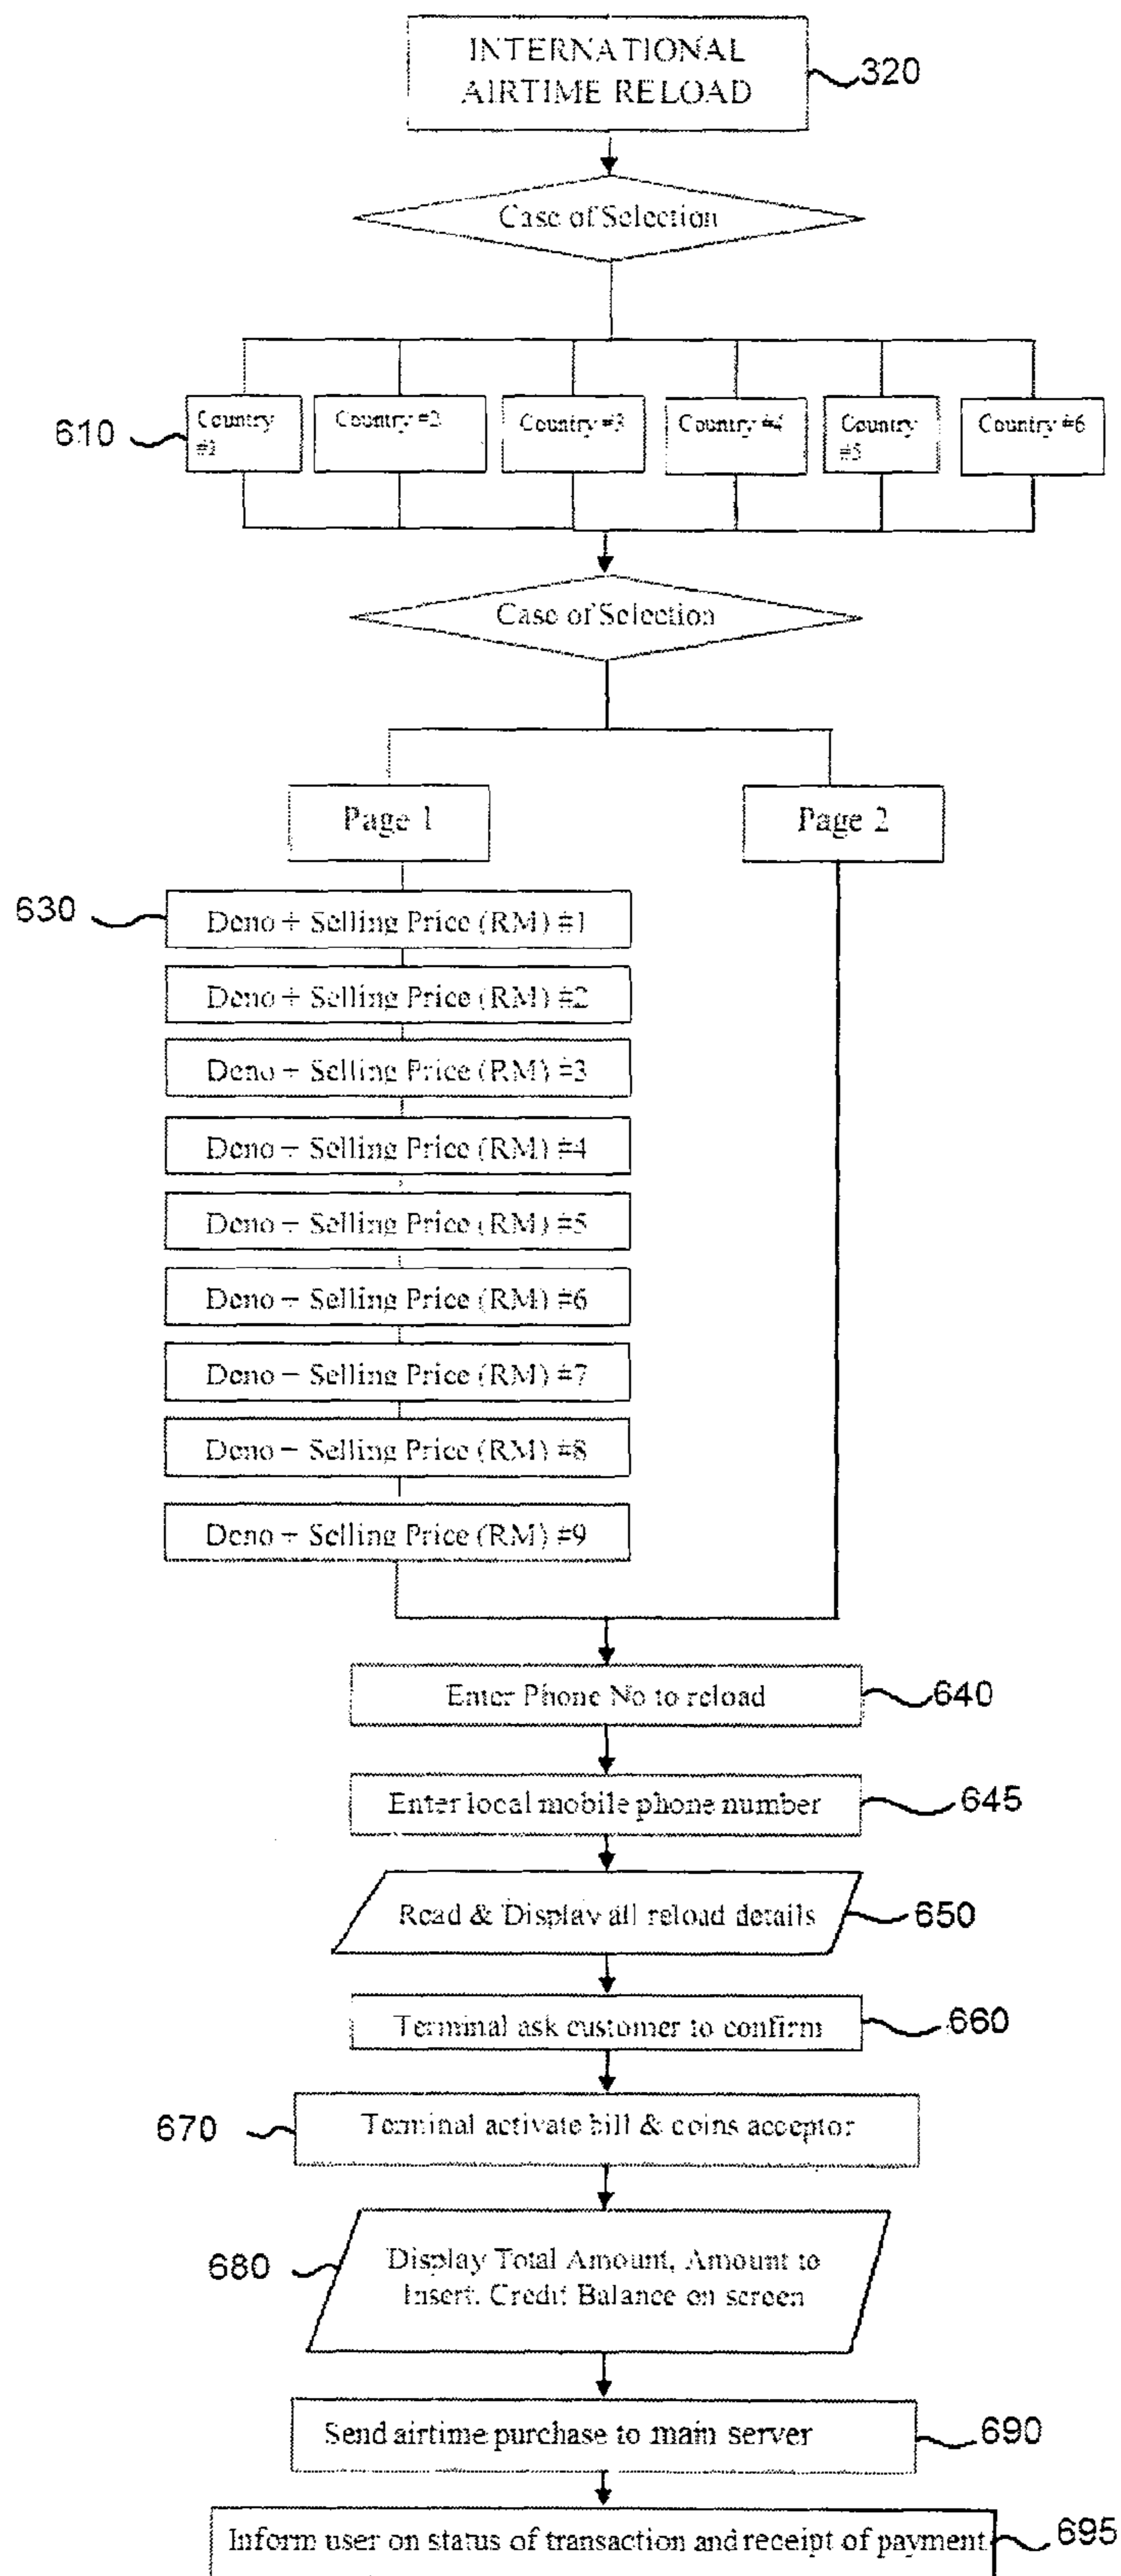 INTERNATIONAL
AIRTIME RELOAD
320
Case of Selection
610
Country
#1
Country #2
Country #3
Country #4
Country
#5
Country #6
Case of Selection
Page 1
Page 2
630
Deno + Selling Price (RM) #1
Deno + Selling Price (RM) #2
Deno + Selling Price (RM) #3
Deno + Selling Price (RM) #4
Deno + Selling Price (RM) #5
Deno + Selling Price (RM) #6
Deno + Selling Price (RM) #7
Deno + Selling Price (RM) #8
Deno + Selling Price (RM) #9
Enter Phone No to reload
640
Enter local mobile phone number
645
Read & Display all reload details
650
Terminal ask customer to confirm
660
670
Terminal activate bill & coins acceptor
680
Display Total Amount, Amount to
Insert, Credit Balance on screen
Send airtime purchase to main server
690
Inform user on status of transaction and receipt of payment
695